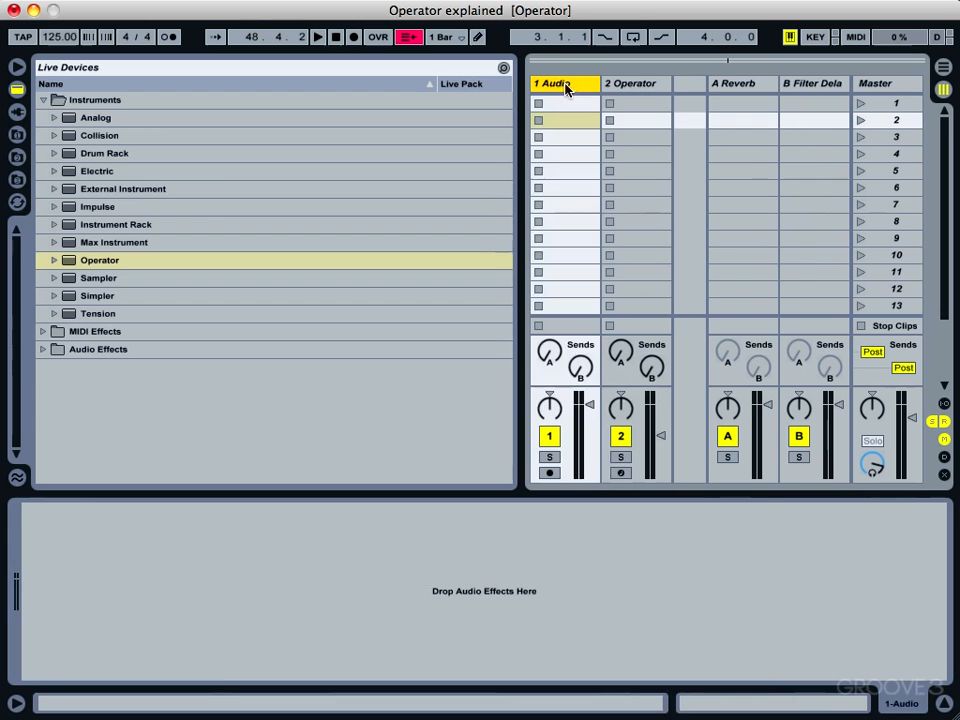 Operator explained [Operator]
TAP 125.00 4 / 4 48 . 4 . 2 OVR 1 Bar 3 . 1 . 1 4 . 0 . 0 KEY MIDI 0 % D
Live Devices
Name Live Pack
Instruments
Analog
Collision
Drum Rack
Electric
External Instrument
Impulse
Instrument Rack
Max Instrument
Operator
Sampler
Simpler
Tension
MIDI Effects
Audio Effects
1 Audio 2 Operator A Reverb B Filter Dela Master
1
2
3
4
5
6
7
8
9
10
11
12
13
Stop Clips
Sends Sends Sends Sends Sends
A A A A Post
B B B B Post
1 2 A B Solo
S S S S
I-O
S R
M
D
X
Drop Audio Effects Here
GROOVE3
1-Audio